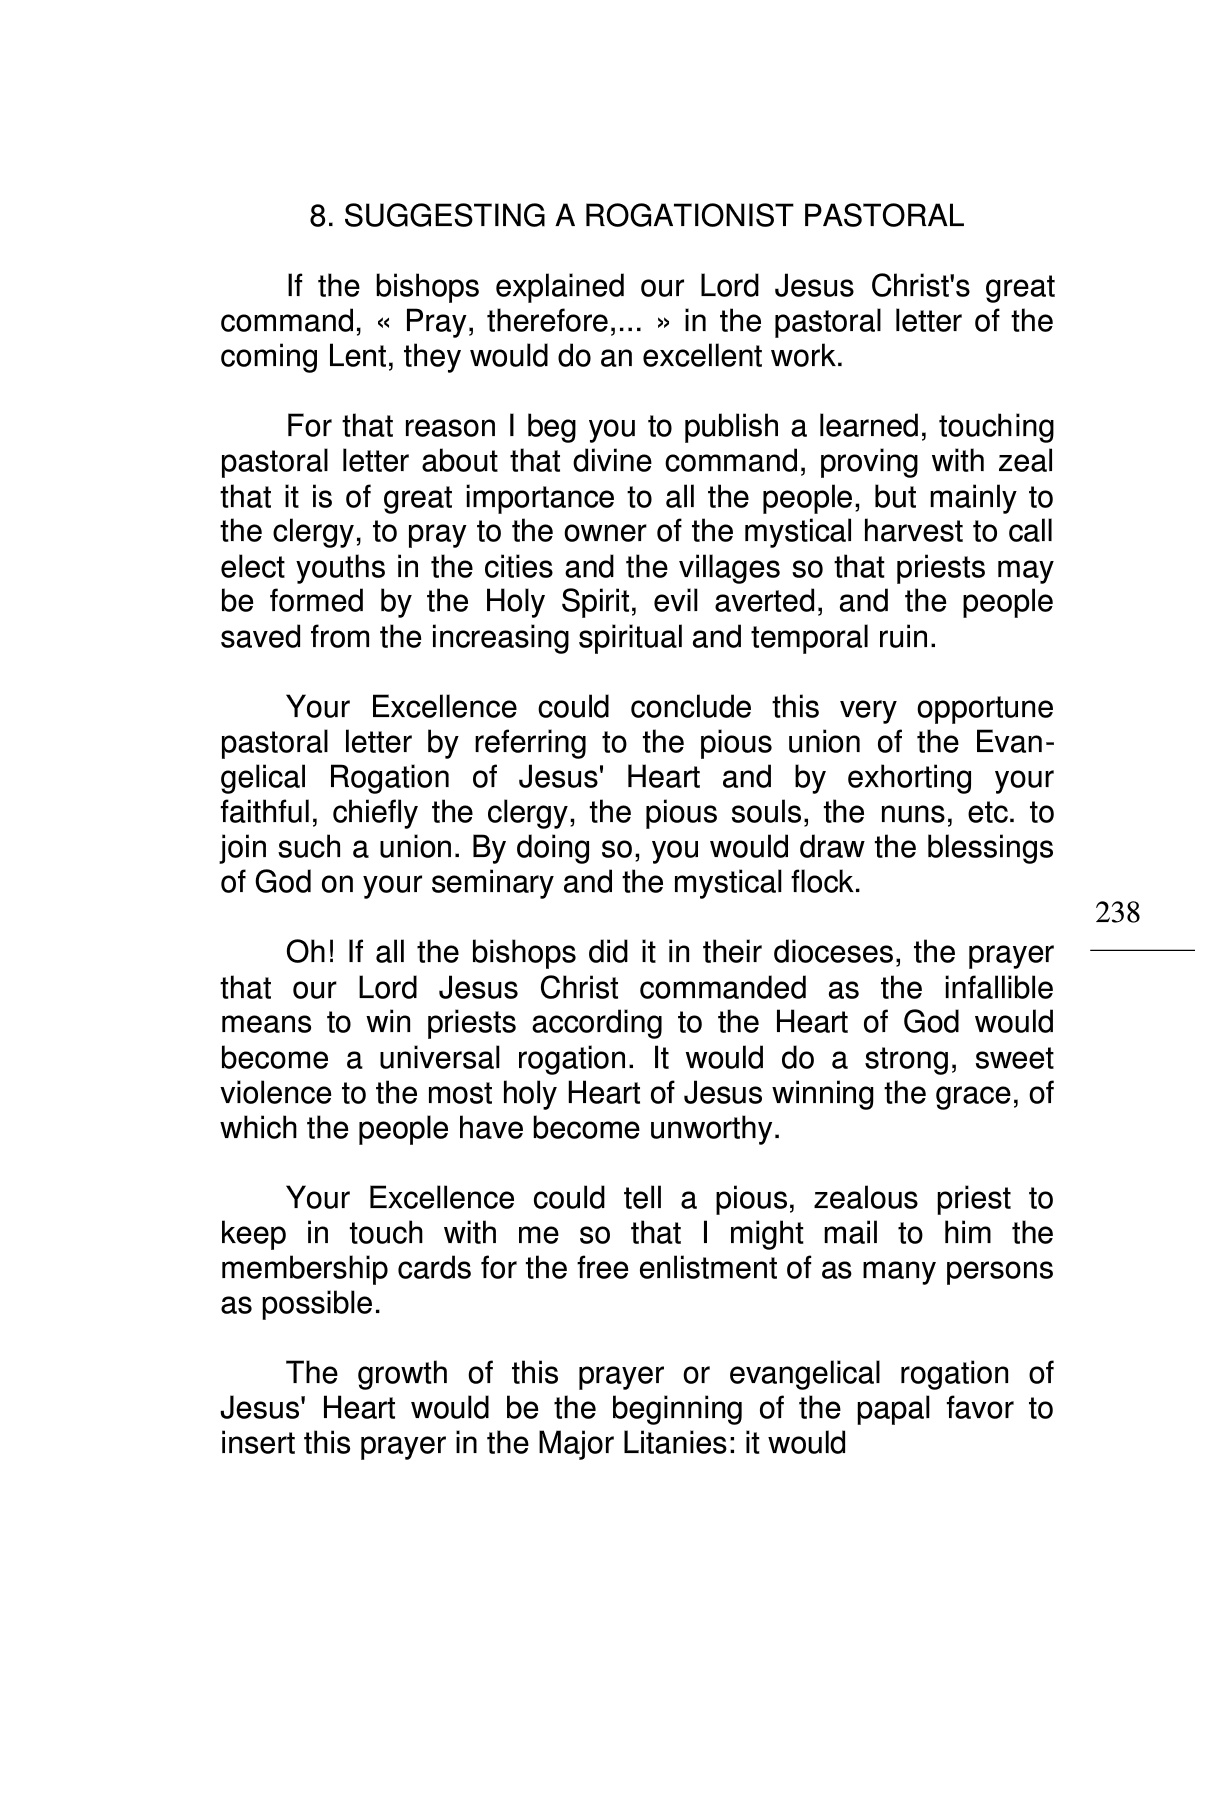 8. SUGGESTING A ROGATIONIST PASTORAL
If the bishops explained our Lord Jesus Christ's great
command, « Pray, therefore,... » in the pastoral letter of the
coming Lent, they would do an excellent work.
For that reason I beg you to publish a learned, touching
pastoral letter about that divine command, proving with zeal
that it is of great importance to all the people, but mainly to
the clergy, to pray to the owner of the mystical harvest to call
elect youths in the cities and the villages so that priests may
be formed by the Holy Spirit, evil averted, and the people
saved from the increasing spiritual and temporal ruin.
Your Excellence could conclude this very opportune
pastoral letter by referring to the pious union of the Evan-
gelical Rogation of Jesus' Heart and by exhorting your
faithful, chiefly the clergy, the pious souls, the nuns, etc. to
join such a union. By doing so, you would draw the blessings
of God on your seminary and the mystical flock.
238
Oh! If all the bishops did it in their dioceses, the prayer
that our Lord Jesus Christ commanded as the infallible
means to win priests according to the Heart of God would
become a universal rogation. It would do a strong, sweet
violence to the most holy Heart of Jesus winning the grace, of
which the people have become unworthy.
Your Excellence could tell a pious, zealous priest to
keep in touch with me so that I might mail to him the
membership cards for the free enlistment of as many persons
as possible.
The growth of this prayer or evangelical rogation of
Jesus' Heart would be the beginning of the papal favor to
insert this prayer in the Major Litanies: it would